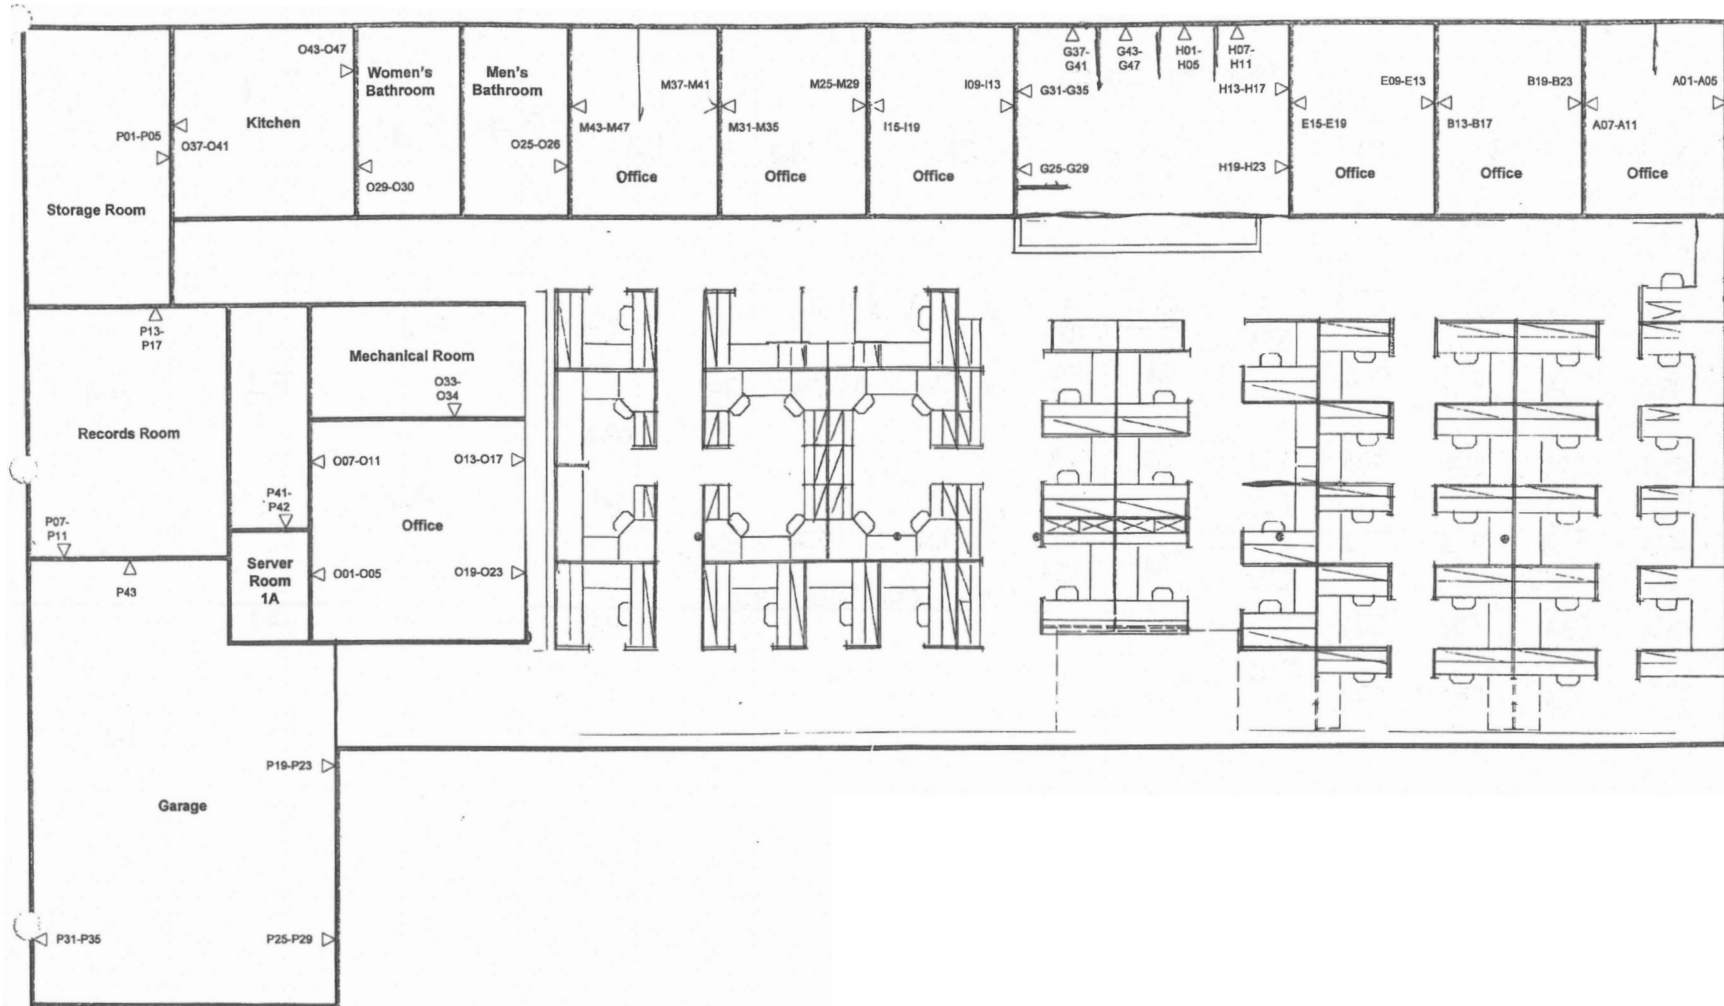 O43-O47
Women's
Bathroom
Men's
Bathroom
M37-M41
M25-M29
I09-I13
G37-
G41
G43-
G47
H01-
H05
H07-
H11
G31-G35
H13-H17
E09-E13
B19-B23
A01-A05
P01-P05
Kitchen
O37-O41
O25-O26
M43-M47
M31-M35
I15-I19
E15-E19
B13-B17
A07-A11
O29-O30
Office
Office
Office
G25-G29
H19-H23
Office
Office
Office
Storage Room
P13-
P17
Mechanical Room
O33-
O34
Records Room
O07-O11
O13-O17
P41-
P42
Office
P07-
P11
Server
Room
1A
O01-O05
O19-O23
P43
P19-P23
Garage
P31-P35
P25-P29